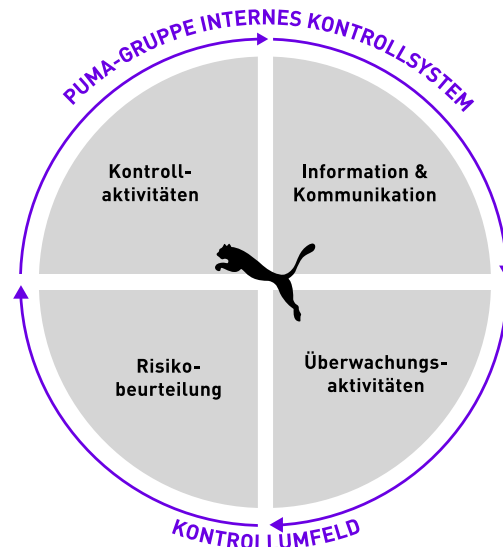 PUMA-GRUPPE INTERNES KONTROLLSYSTEM
Kontroll-
aktivitäten
Information &
Kommunikation
Risiko-
beurteilung
Überwachungs-
aktivitäten
KONTROLLUMFELD